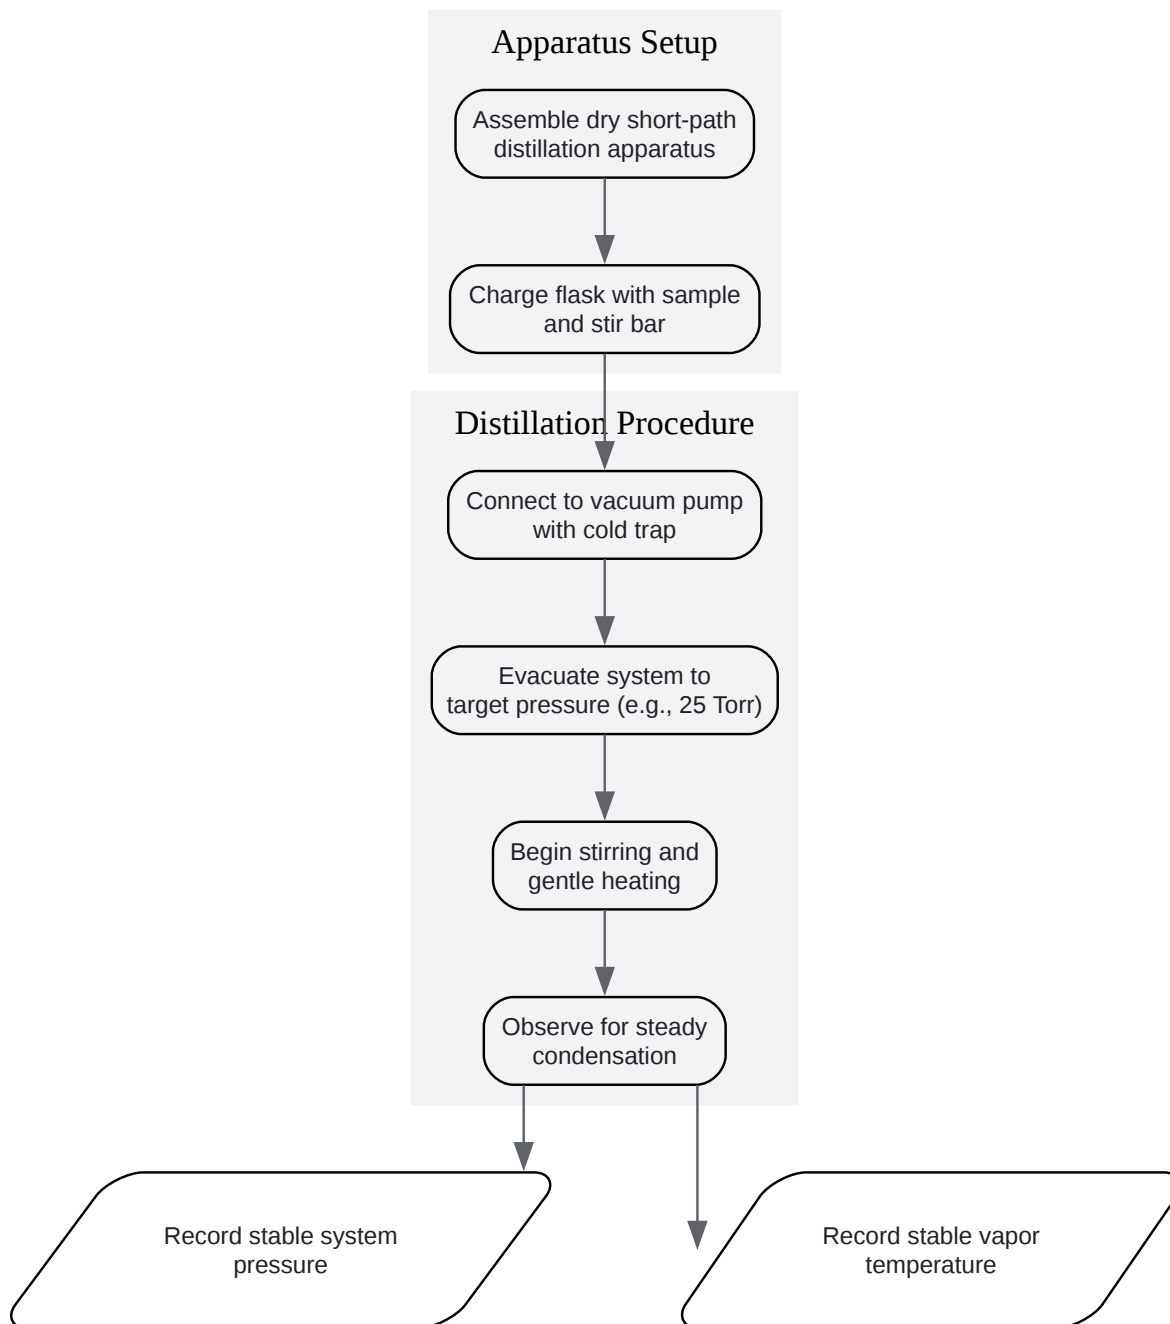 Apparatus Setup
Assemble dry short-path
distillation apparatus
Charge flask with sample
and stir bar
Distillation Procedure
Connect to vacuum pump
with cold trap
Evacuate system to
target pressure (e.g., 25 Torr)
Begin stirring and
gentle heating
Observe for steady
condensation
Record stable system
pressure
Record stable vapor
temperature